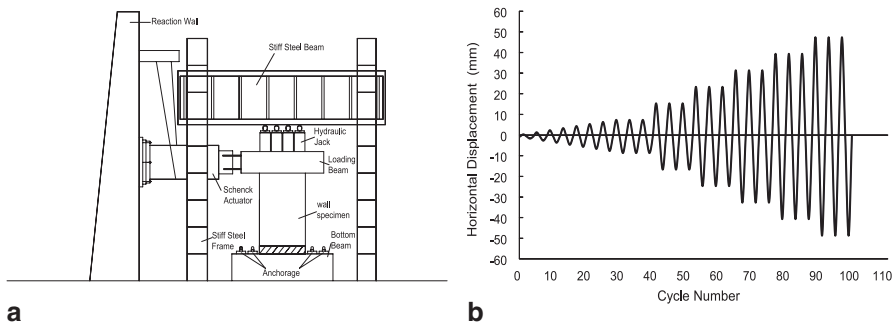 Reaction Wall
Stiff Steel Beam
Hydraulic
Jack
Loading
Beam
Schenck
Actuator
wall
specimen
Stiff Steel
Frame
Bottom
Beam
Anchorage
a
60
50
40
30
20
10
0
-10
-20
-30
-40
-50
-60
Horizontal Displacement (mm)
0 10 20 30 40 50 60 70 80 90 100 110
Cycle Number
b